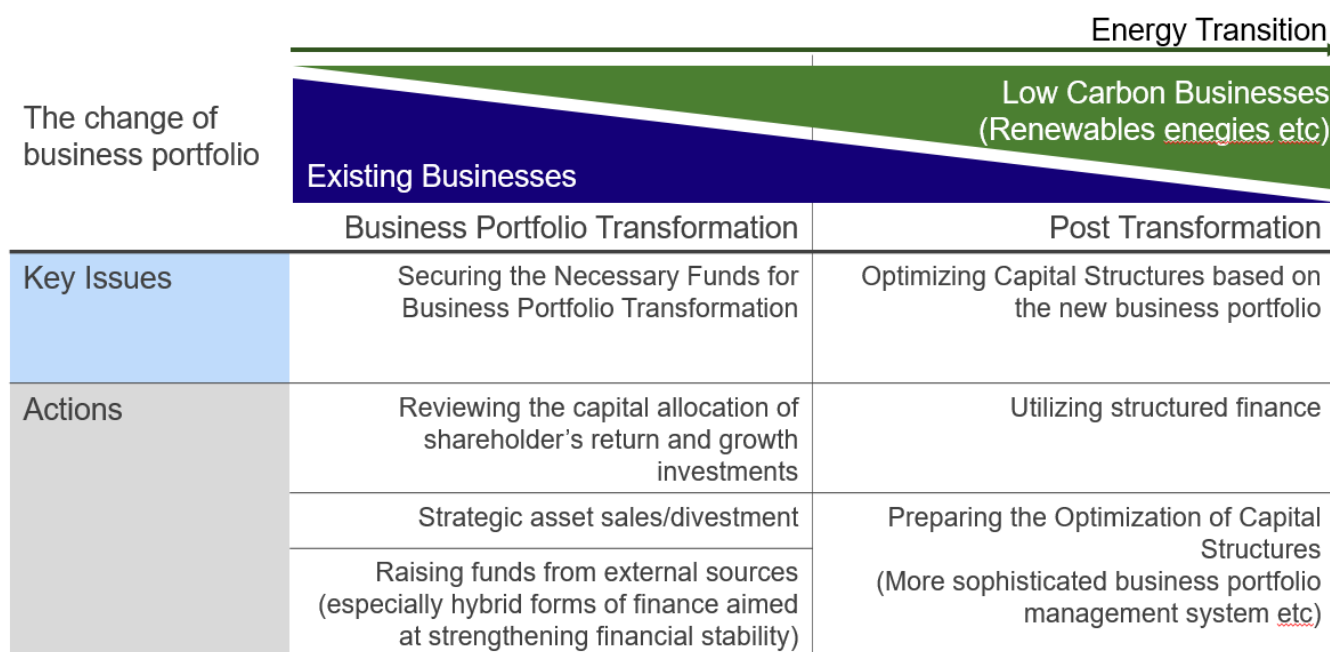 Energy Transition
The change of
business portfolio
Low Carbon Businesses
(Renewables enegies etc)
Existing Businesses
Business Portfolio Transformation
Post Transformation
Key Issues
Securing the Necessary Funds for
Business Portfolio Transformation
Optimizing Capital Structures based on
the new business portfolio
Actions
Reviewing the capital allocation of
shareholder’s return and growth
investments
Utilizing structured finance
Strategic asset sales/divestment
Raising funds from external sources
(especially hybrid forms of finance aimed
at strengthening financial stability)
Preparing the Optimization of Capital
Structures
(More sophisticated business portfolio
management system etc)